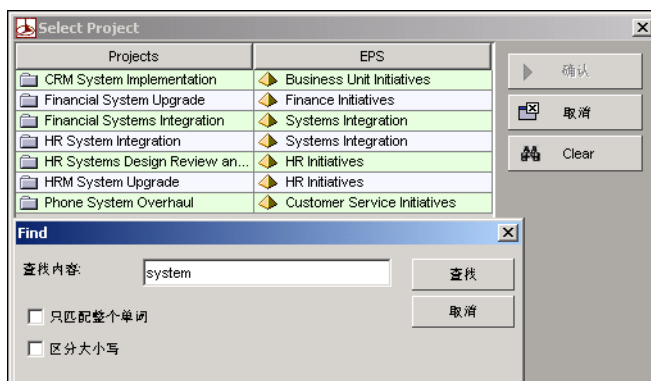 Select Project
Projects EPS
CRM System Implementation Business Unit Initiatives
Financial System Upgrade Finance Initiatives
Financial Systems Integration Systems Integration
HR System Integration Systems Integration
HR Systems Design Review an... HR Initiatives
HRM System Upgrade HR Initiatives
Phone System Overhaul Customer Service Initiatives
确认
取消
Clear
Find
查找内容: system
查找
取消
只匹配整个单词
区分大小写